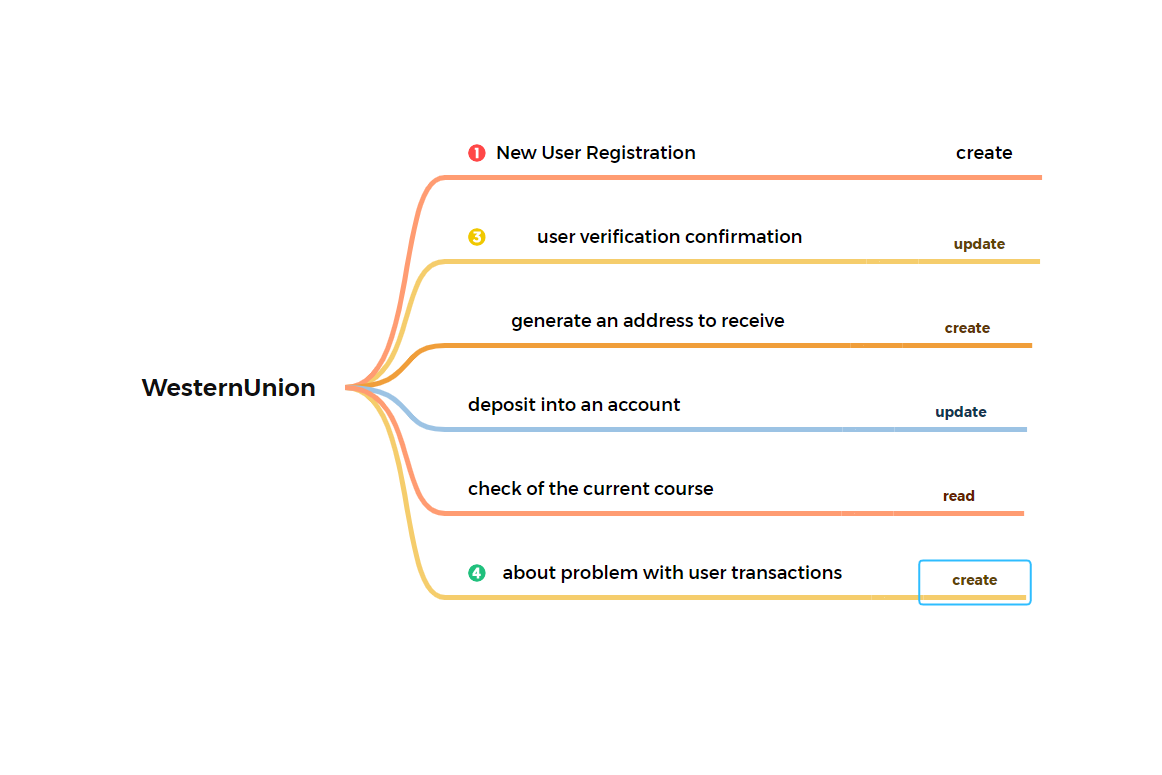 1 New User Registration create
3 user verification confirmation update
generate an address to receive create
WesternUnion
deposit into an account update
check of the current course read
4 about problem with user transactions create